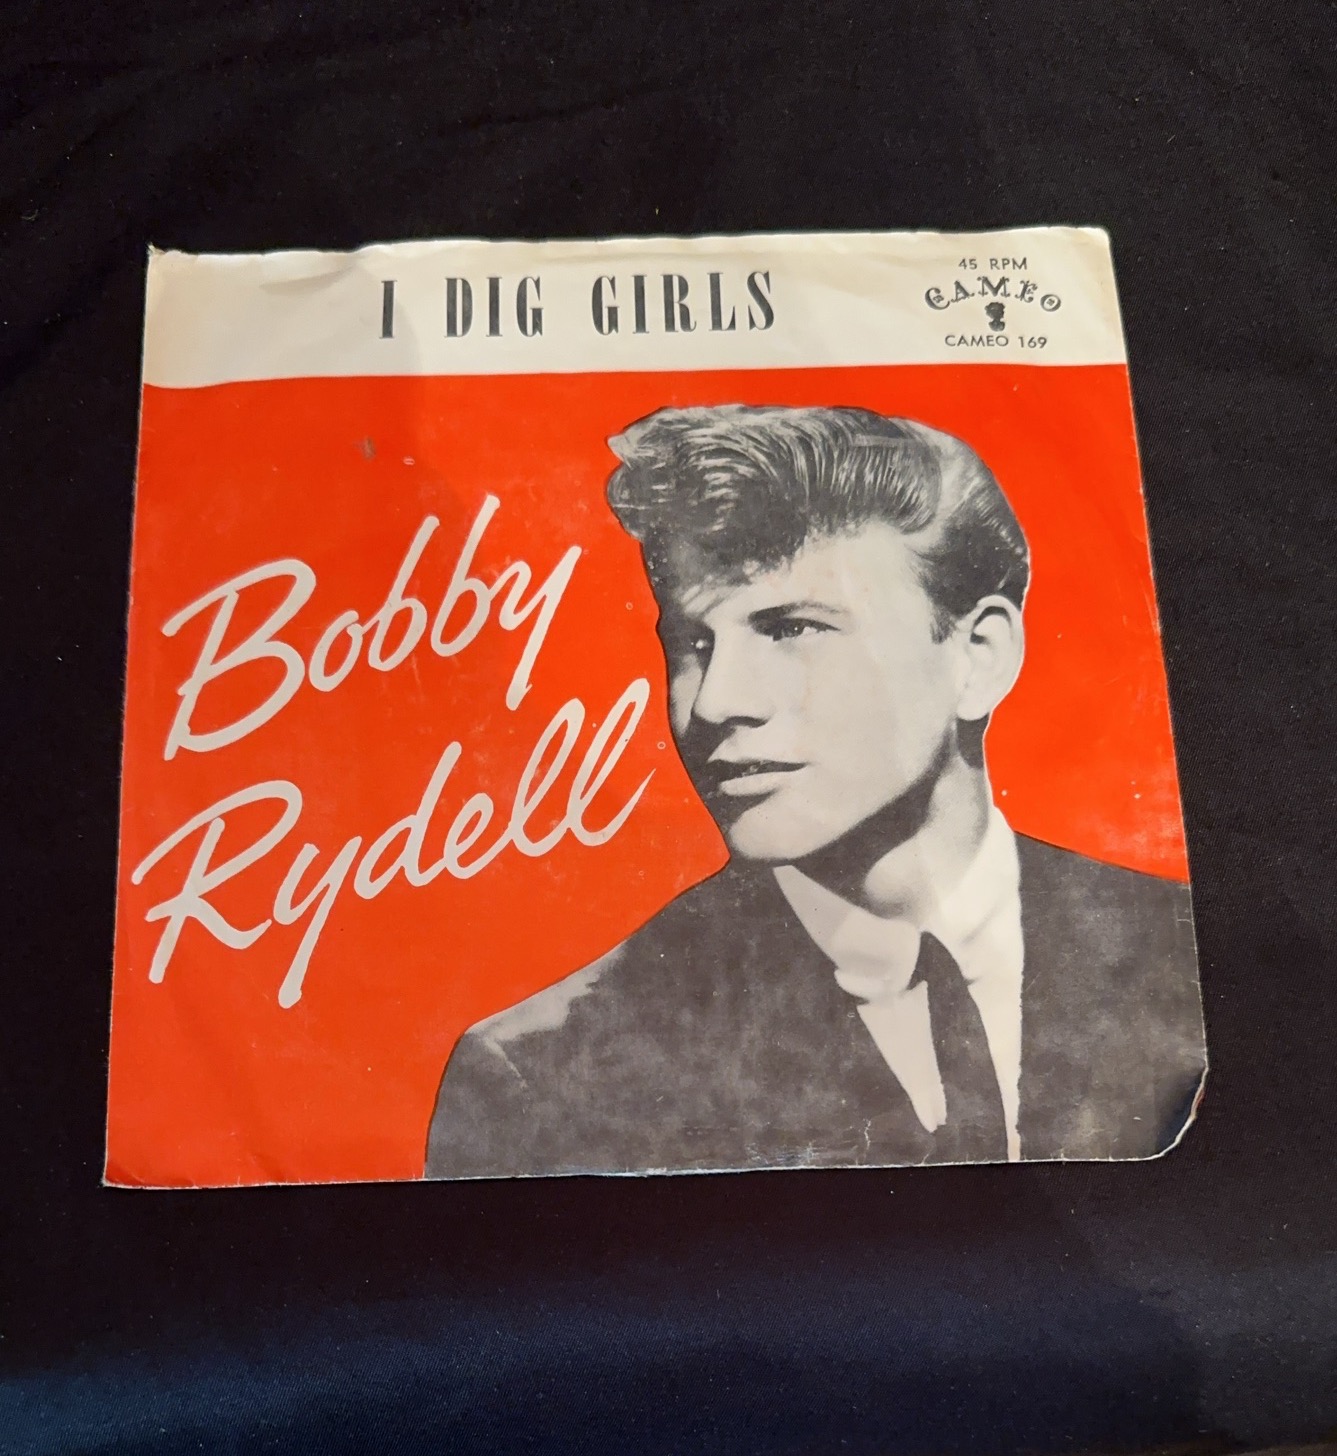 I DIG GIRLS
45 RPM
CAMEO
CAMEO 169
Bobby
Rydell